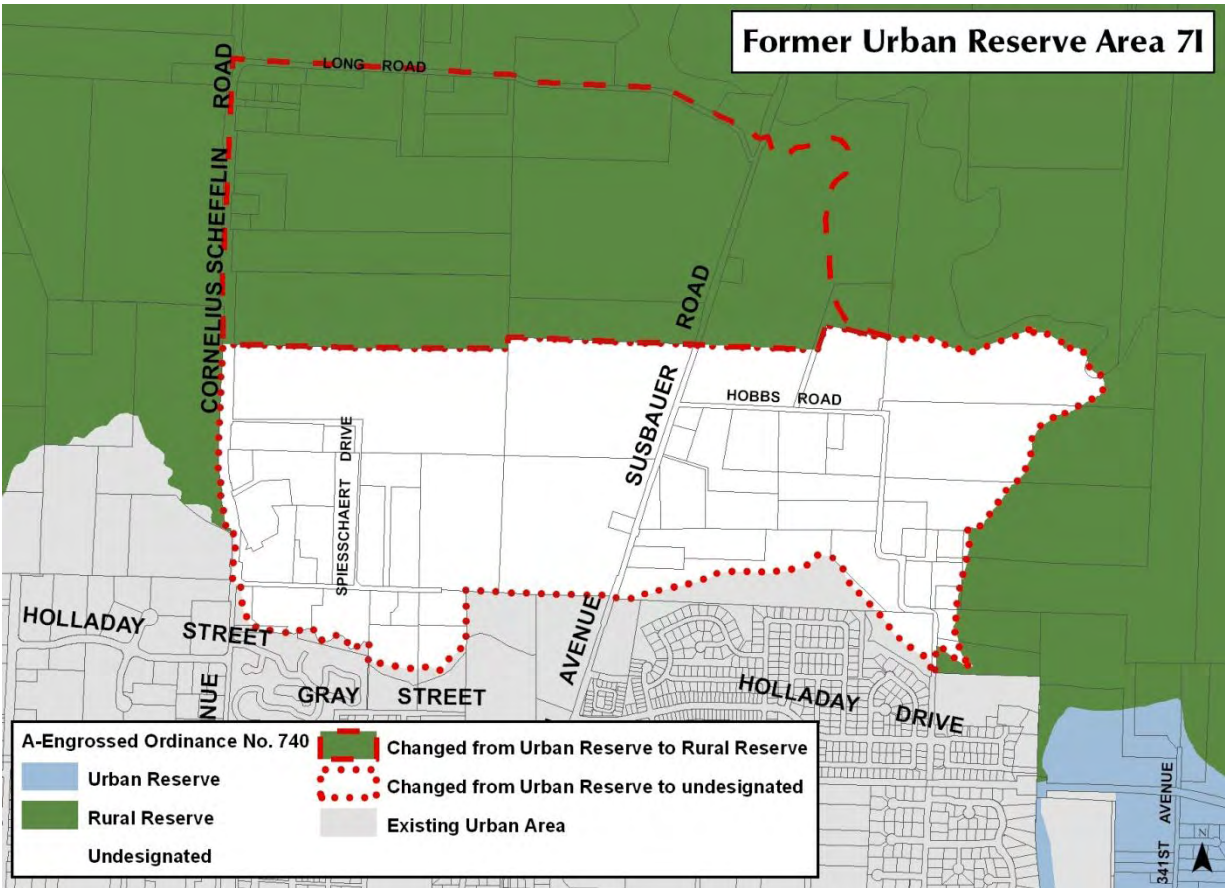 Former Urban Reserve Area 7I
LONG ROAD
CORNELIUS SCHEFFLIN ROAD
SUSBAUER ROAD
HOBBS ROAD
SPIESSCHAERT DRIVE
HOLLADAY STREET
AVENUE
GRAY STREET
HOLLADAY DRIVE
NUE
A-Engrossed Ordinance No. 740
Urban Reserve
Rural Reserve
Undesignated
Changed from Urban Reserve to Rural Reserve
Changed from Urban Reserve to undesignated
Existing Urban Area
341ST AVENUE
N